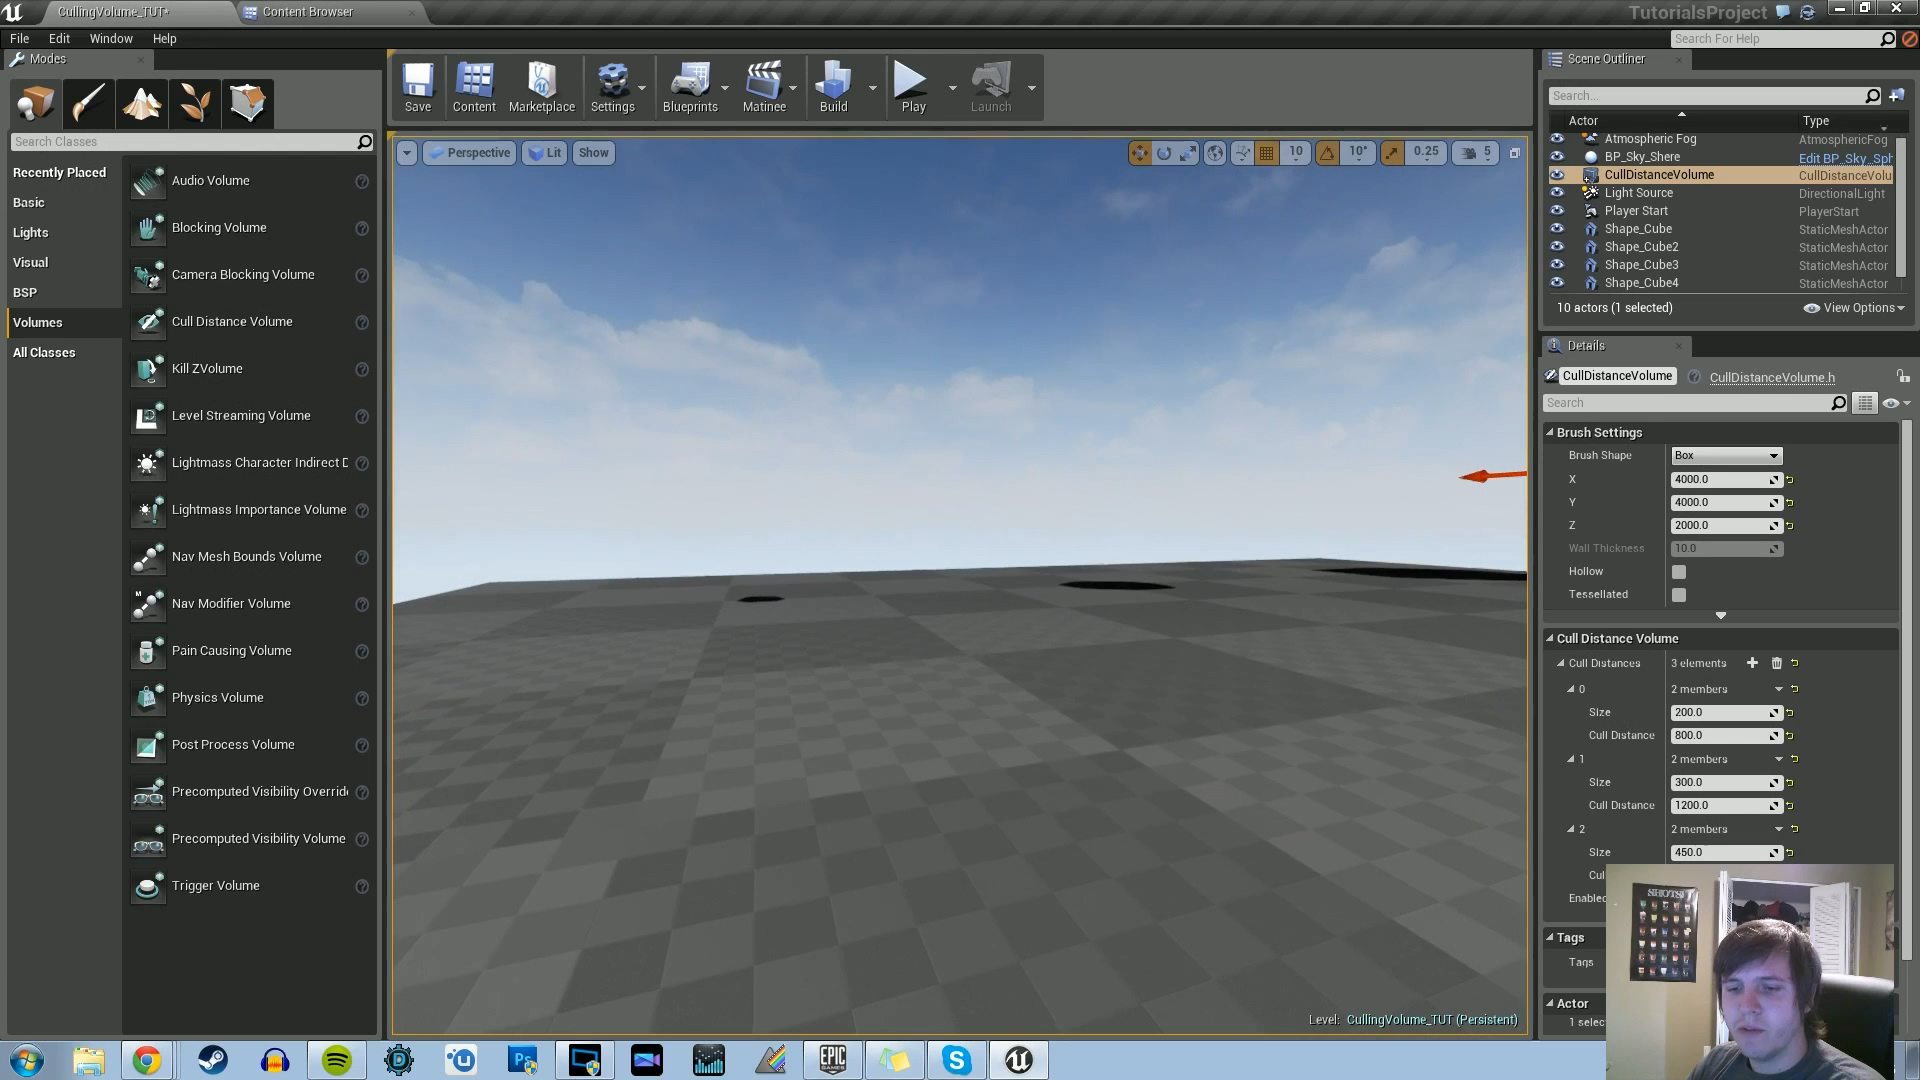 CullingVolume_TUT*
Content Browser
TutorialsProject
File Edit Window Help
Search For Help
Modes
Search Classes
Recently Placed
Basic
Lights
Visual
BSP
Volumes
All Classes
Audio Volume
Blocking Volume
Camera Blocking Volume
Cull Distance Volume
Kill ZVolume
Level Streaming Volume
Lightmass Character Indirect D
Lightmass Importance Volume
Nav Mesh Bounds Volume
Nav Modifier Volume
Pain Causing Volume
Physics Volume
Post Process Volume
Precomputed Visibility Override
Precomputed Visibility Volume
Trigger Volume
Save Content Marketplace Settings Blueprints Matinee Build Play Launch
Perspective Lit Show
10 10° 0.25 5
Level: CullingVolume_TUT (Persistent)
Scene Outliner
Search...
Actor Type
Atmospheric Fog AtmosphericFog
BP_Sky_Shere Edit BP_Sky_Sph
CullDistanceVolume CullDistanceVolu
Light Source DirectionalLight
Player Start PlayerStart
Shape_Cube StaticMeshActor
Shape_Cube2 StaticMeshActor
Shape_Cube3 StaticMeshActor
Shape_Cube4 StaticMeshActor
10 actors (1 selected) View Options
Details
CullDistanceVolume CullDistanceVolume.h
Search
Brush Settings
Brush Shape Box
X 4000.0
Y 4000.0
Z 2000.0
Wall Thickness 10.0
Hollow
Tessellated
Cull Distance Volume
Cull Distances 3 elements
0 2 members
Size 200.0
Cull Distance 800.0
1 2 members
Size 300.0
Cull Distance 1200.0
2 2 members
Size 450.0
Cul
Enabled
Tags
Tags
Actor
1 selec
SHOTS!
Ps
EPIC GAMES